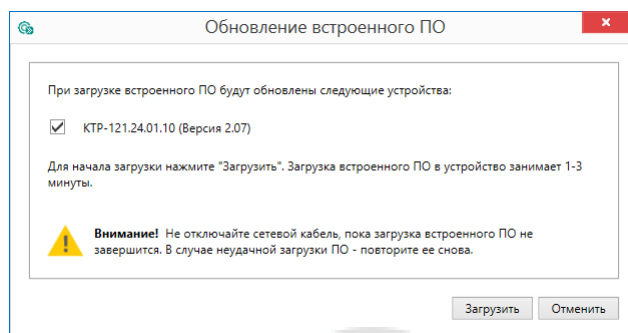 Обновление встроенного ПО
При загрузке встроенного ПО будут обновлены следующие устройства:
КТР-121.24.01.10 (Версия 2.07)
Для начала загрузки нажмите "Загрузить". Загрузка встроенного ПО в устройство занимает 1-3
минуты.
Внимание! Не отключайте сетевой кабель, пока загрузка встроенного ПО не
завершится. В случае неудачной загрузки ПО - повторите ее снова.
Загрузить Отменить